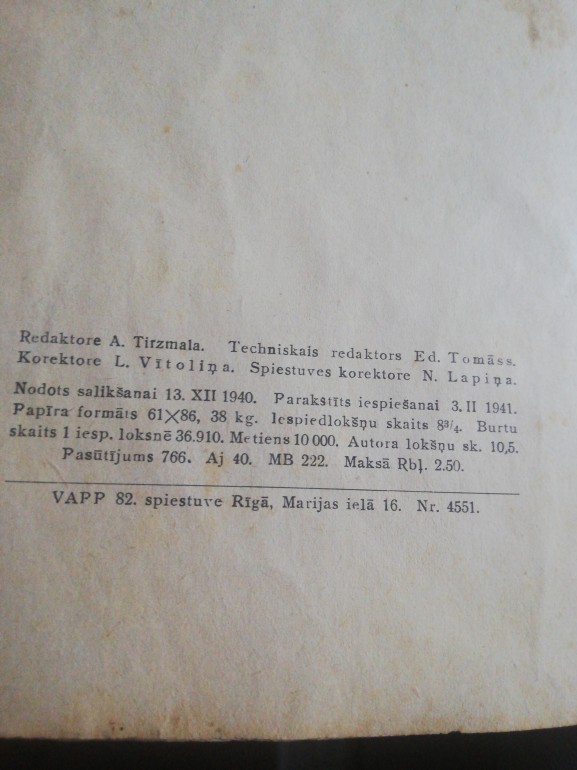 Redaktore A. Tirzmala. Techniskais redaktors Ed. Tomāss.
Korektore L. Vītoliņa. Spiestuves korektore N. Lapiņa.
Nodots salikšanai 13. XII 1940. Parakstīts iespiešanai 3. II 1941.
Papīra formāts 61×86, 38 kg. Iespiedlokšņu skaits 8³/₄. Burtu
skaits 1 iesp. loksnē 36.910. Metiens 10 000. Autora lokšņu sk. 10,5.
Pasūtījums 766. Aj 40. MB 222. Maksā Rbļ. 2.50.
VAPP 82. spiestuve Rīgā, Marijas ielā 16. Nr. 4551.